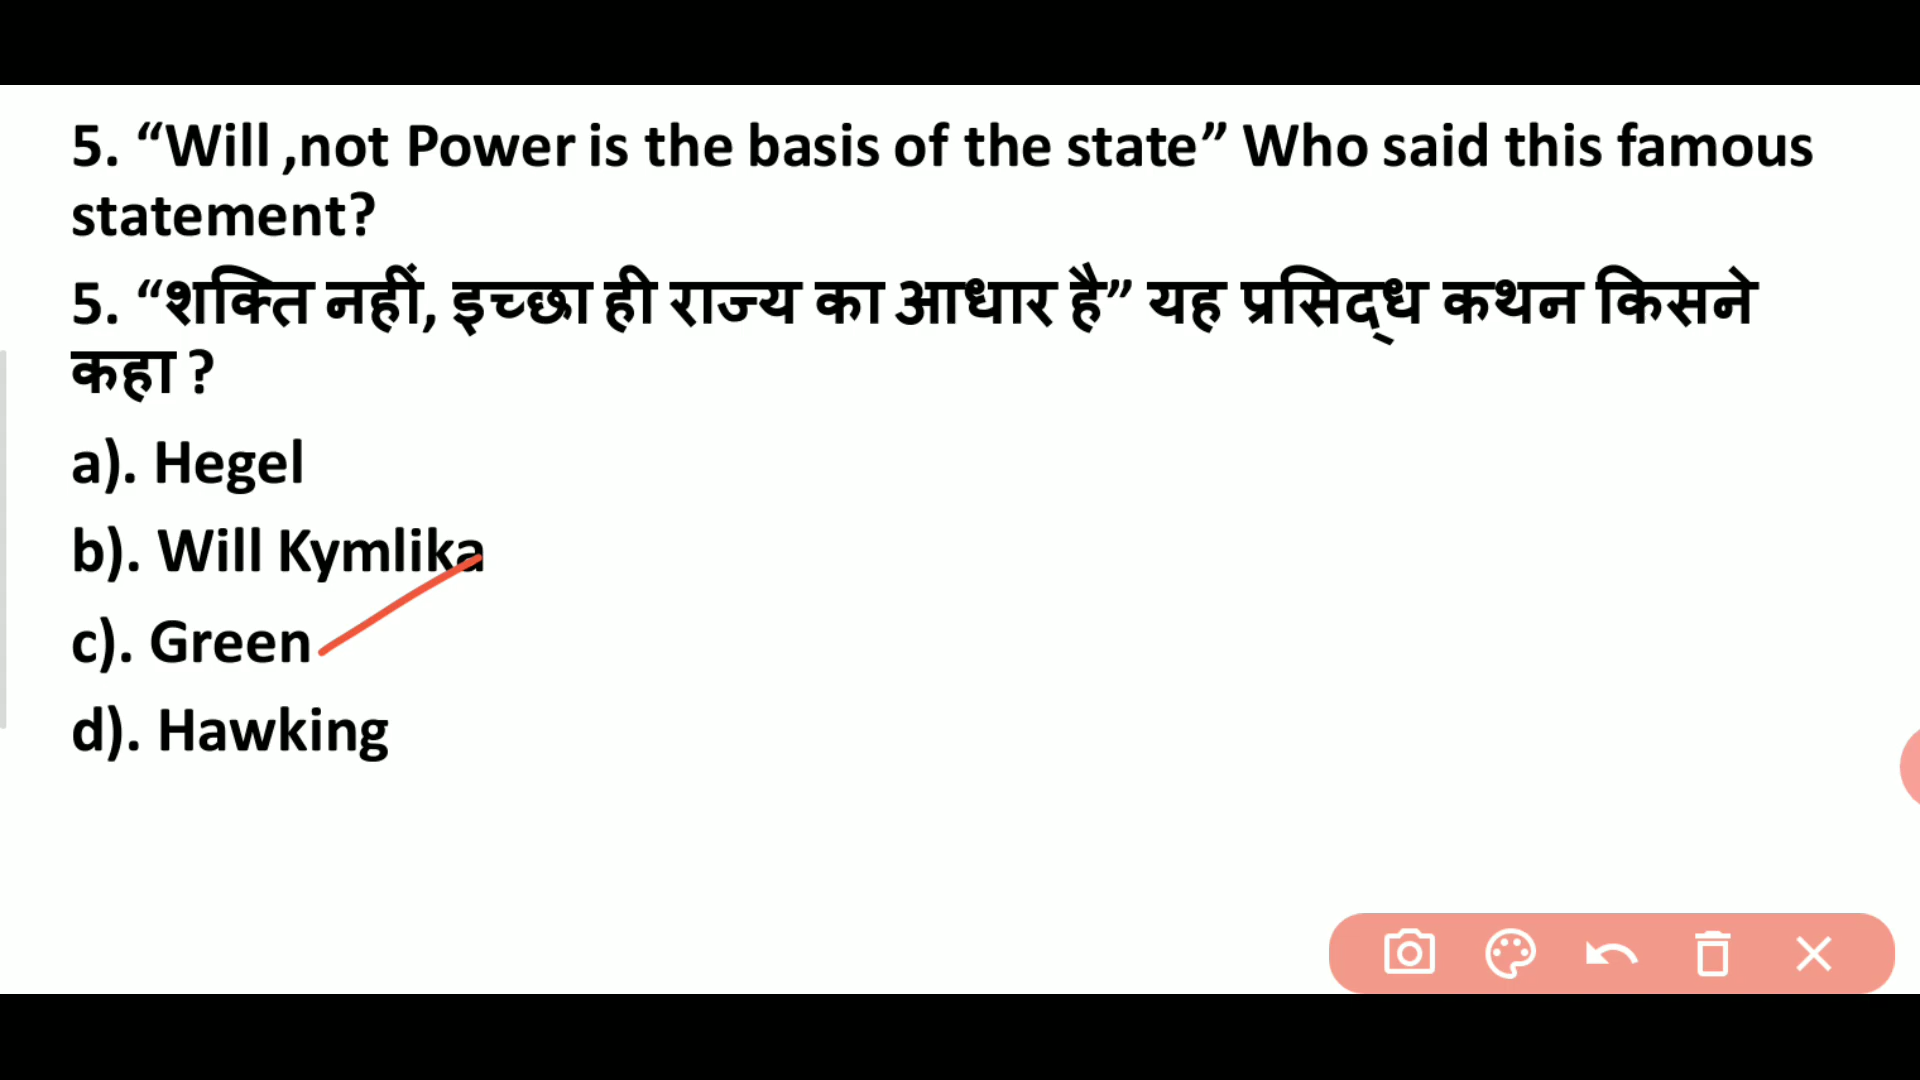 5. “Will ,not Power is the basis of the state” Who said this famous
statement?
5. “शक्ति नहीं, इच्छा ही राज्य का आधार है” यह प्रसिद्ध कथन किसने
कहा ?
a). Hegel
b). Will Kymlika
c). Green
d). Hawking